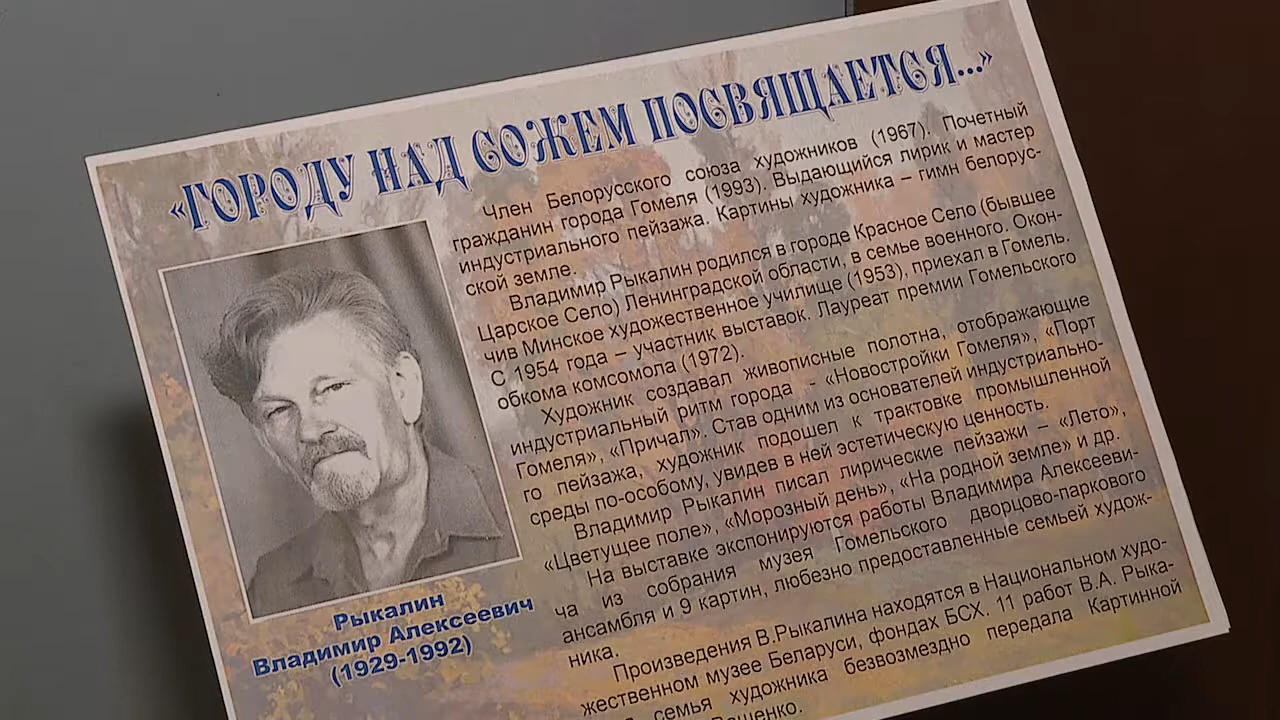 «ГОРОДУ НАД СОЖЕМ ПОСВЯЩАЕТСЯ...»
Член Белорусского союза художников (1967). Почетный
гражданин города Гомеля (1993). Выдающийся лирик и мастер
индустриального пейзажа. Картины художника – гимн белорус-
ской земле.
Владимир Рыкалин родился в городе Красное Село (бывшее
Царское Село) Ленинградской области, в семье военного. Окон-
чив Минское художественное училище (1953), приехал в Гомель.
С 1954 года – участник выставок. Лауреат премии Гомельского
обкома комсомола (1972).
Художник создавал живописные полотна, отображающие
индустриальный ритм города - «Новостройки Гомеля», «Порт
Гомеля», «Причал». Став одним из основателей индустриально-
го пейзажа, художник подошел к трактовке промышленной
среды по-особому, увидев в ней эстетическую ценность.
Владимир Рыкалин писал лирические пейзажи – «Лето»,
«Цветущее поле», «Морозный день», «На родной земле» и др.
На выставке экспонируются работы Владимира Алексееви-
ча из собрания музея Гомельского дворцово-паркового
ансамбля и 9 картин, любезно предоставленные семьей худож-
ника.
Произведения В.Рыкалина находятся в Национальном худо-
жественном музее Беларуси, фондах БСХ. 11 работ В.А. Рыка-
семья художника безвозмездно передала Картинной
Рыкалин
Владимир Алексеевич
(1929-1992)